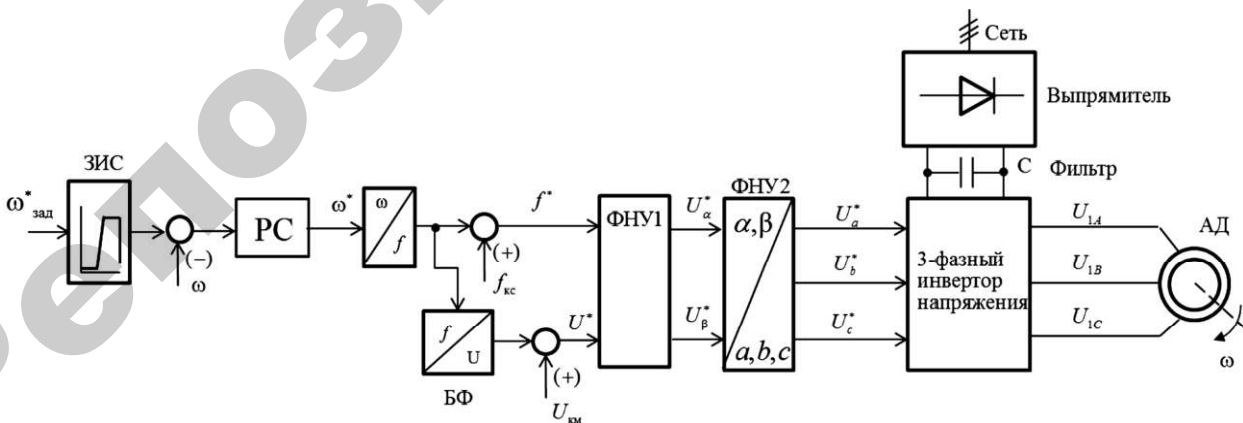 Репоз
Сеть
Выпрямитель
С Фильтр
ЗИС
ω*зад
(−)
ω
РС
ω*
ω
f
f*
(+)
fкс
f
U
БФ
U*
(+)
Uкм
ФНУ1
U*α
U*β
ФНУ2
α,β
a,b,c
U*a
U*b
U*c
3-фазный
инвертор
напряжения
U1A
U1B
U1C
АД
ω